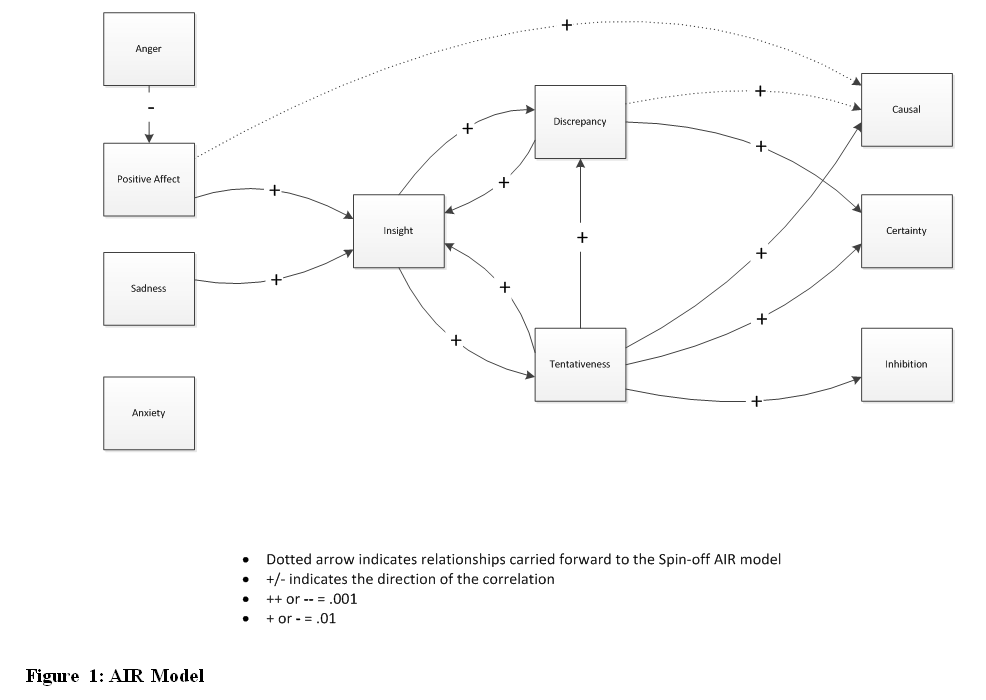 Anger
-
Positive Affect
Sadness
Anxiety
+
+
+
Insight
+
+
+
+
Discrepancy
+
Tentativeness
+
+
+
+
+
Causal
Certainty
Inhibition
• Dotted arrow indicates relationships carried forward to the Spin-off AIR model
• +/- indicates the direction of the correlation
• ++ or -- = .001
• + or - = .01
Figure 1: AIR Model